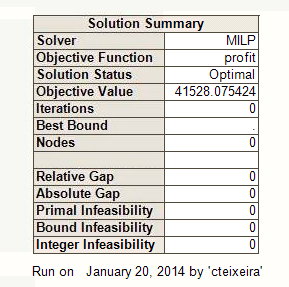 Solution Summary
Solver MILP
Objective Function profit
Solution Status Optimal
Objective Value 41528.075424
Iterations 0
Best Bound .
Nodes 0
Relative Gap 0
Absolute Gap 0
Primal Infeasibility 0
Bound Infeasibility 0
Integer Infeasibility 0
Run on January 20, 2014 by 'cteixeira'